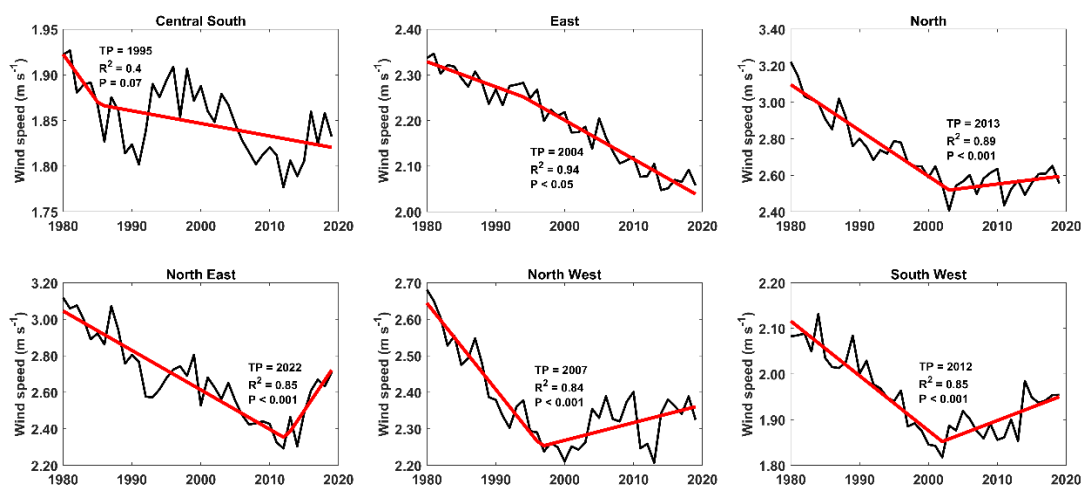 Central South
Wind speed (m s⁻¹)
1.95
1.90
1.85
1.80
1.75
TP = 1995
R² = 0.4
P = 0.07
1980 1990 2000 2010 2020
East
Wind speed (m s⁻¹)
2.40
2.30
2.20
2.10
2.00
TP = 2004
R² = 0.94
P < 0.05
1980 1990 2000 2010 2020
North
Wind speed (m s⁻¹)
3.40
3.20
3.00
2.80
2.60
2.40
TP = 2013
R² = 0.89
P < 0.001
1980 1990 2000 2010 2020
North East
Wind speed (m s⁻¹)
3.20
3.00
2.80
2.60
2.40
2.20
TP = 2022
R² = 0.85
P < 0.001
1980 1990 2000 2010 2020
North West
Wind speed (m s⁻¹)
2.70
2.60
2.50
2.40
2.30
2.20
TP = 2007
R² = 0.84
P < 0.001
1980 1990 2000 2010 2020
South West
Wind speed (m s⁻¹)
2.20
2.10
2.00
1.90
1.80
TP = 2012
R² = 0.85
P < 0.001
1980 1990 2000 2010 2020